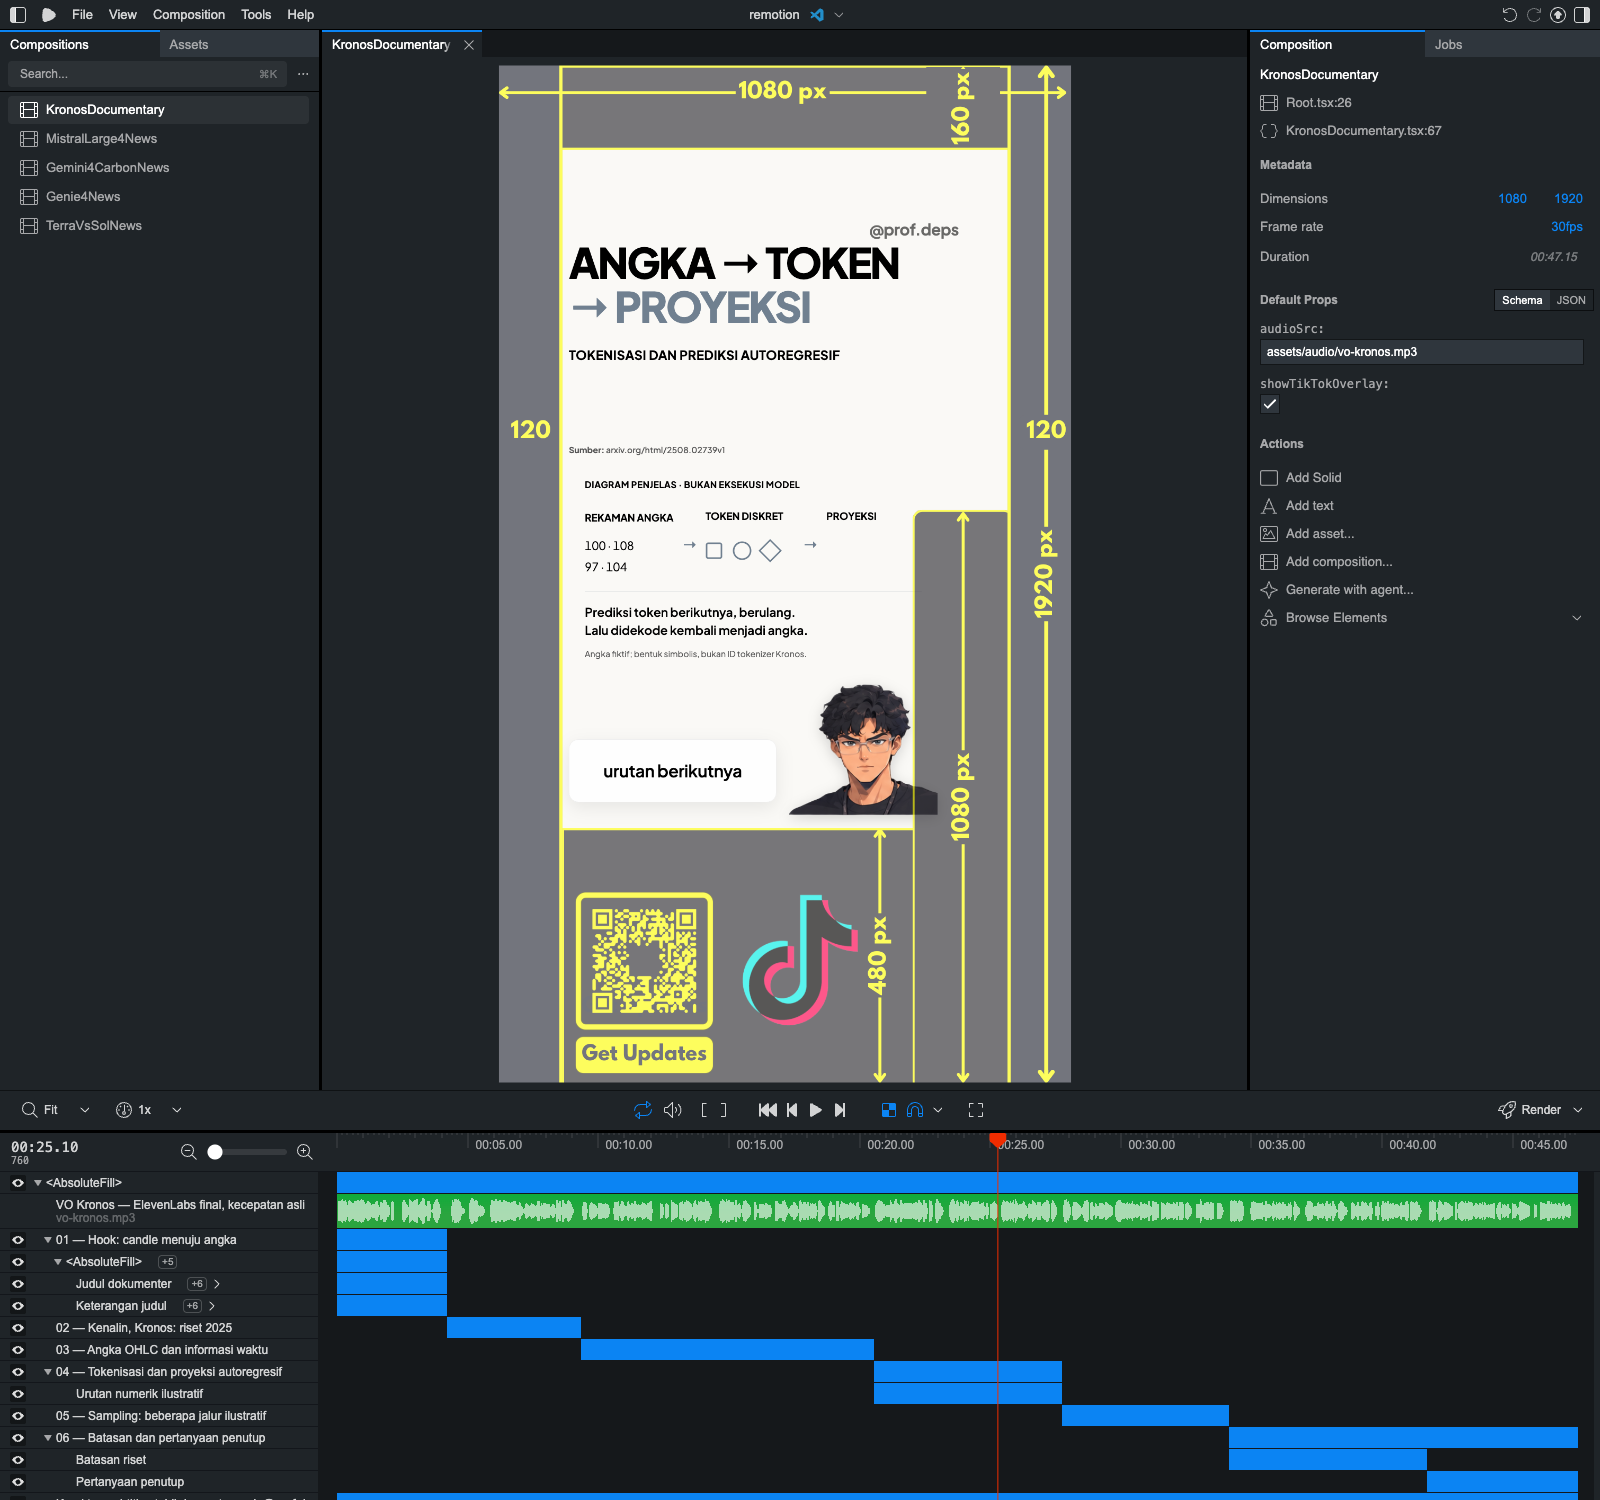 File View Composition Tools Help
remotion
Compositions
Assets
Search...
⌘K
KronosDocumentary
MistralLarge4News
Gemini4CarbonNews
Genie4News
TerraVsSolNews
KronosDocumentary
1080 px
160 px
@prof.deps
ANGKA → TOKEN
→ PROYEKSI
TOKENISASI DAN PREDIKSI AUTOREGRESIF
120
120
Sumber: arxiv.org/html/2508.02739v1
DIAGRAM PENJELAS · BUKAN EKSEKUSI MODEL
REKAMAN ANGKA
TOKEN DISKRET
PROYEKSI
100 · 108
97 · 104
→
→
1920 px
Prediksi token berikutnya, berulang.
Lalu didekode kembali menjadi angka.
Angka fiktif; bentuk simbolis, bukan ID tokenizer Kronos.
urutan berikutnya
1080 px
480 px
Get Updates
Composition
Jobs
KronosDocumentary
Root.tsx:26
KronosDocumentary.tsx:67
Metadata
Dimensions 1080 1920
Frame rate 30fps
Duration 00:47.15
Default Props
Schema JSON
audioSrc:
assets/audio/vo-kronos.mp3
showTikTokOverlay:
Actions
Add Solid
Add text
Add asset...
Add composition...
Generate with agent...
Browse Elements
Fit
1x
Render
00:25.10
760
00:05.00 00:10.00 00:15.00 00:20.00 00:25.00 00:30.00 00:35.00 00:40.00 00:45.00
<AbsoluteFill>
VO Kronos — ElevenLabs final, kecepatan asli
vo-kronos.mp3
01 — Hook: candle menuju angka
<AbsoluteFill> +5
Judul dokumenter +6
Keterangan judul +6
02 — Kenalin, Kronos: riset 2025
03 — Angka OHLC dan informasi waktu
04 — Tokenisasi dan proyeksi autoregresif
Urutan numerik ilustratif
05 — Sampling: beberapa jalur ilustratif
06 — Batasan dan pertanyaan penutup
Batasan riset
Pertanyaan penutup